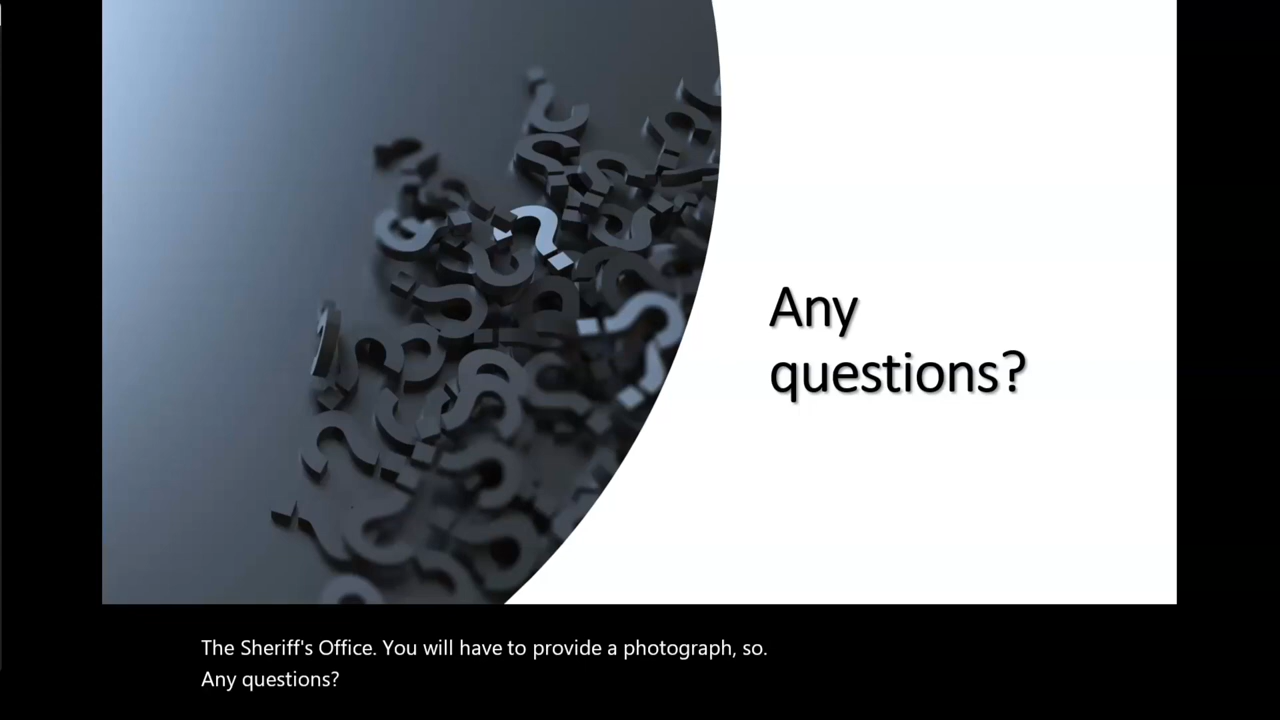 Any
questions?
The Sheriff's Office. You will have to provide a photograph, so.
Any questions?